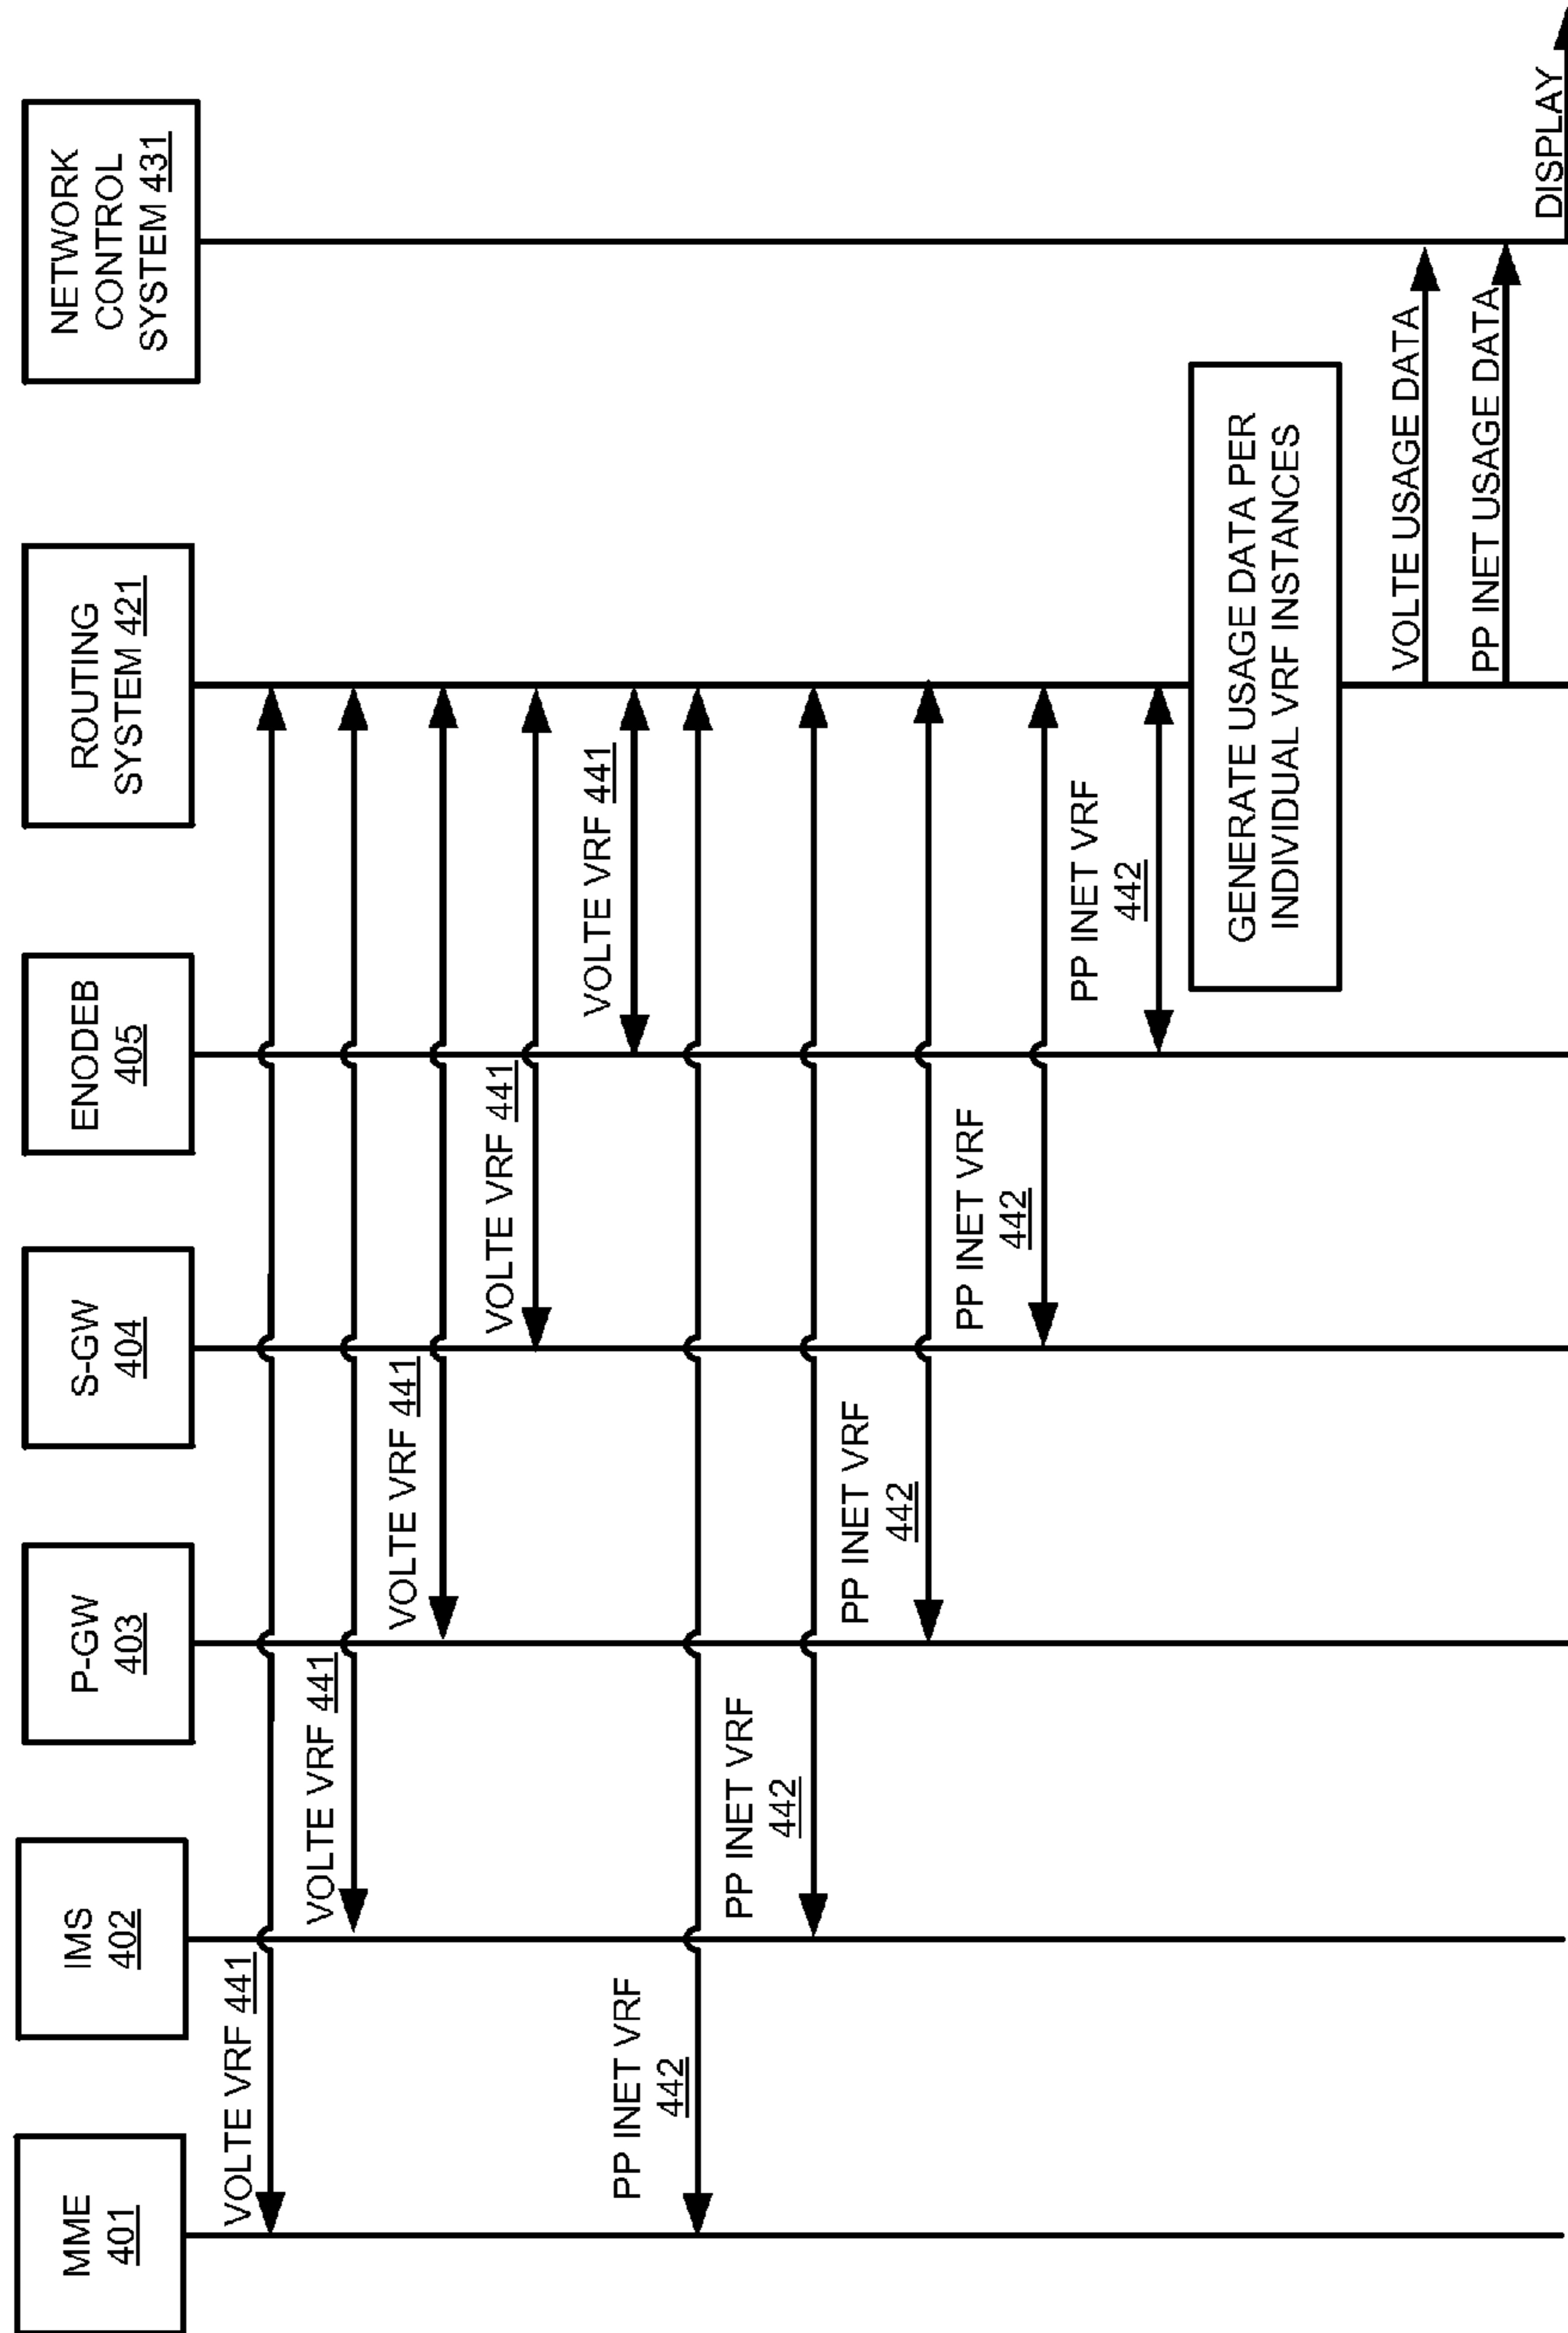 MME
401
IMS
402
P-GW
403
S-GW
404
ENODEB
405
ROUTING
SYSTEM 421
NETWORK
CONTROL
SYSTEM 431
VOLTE VRF 441
VOLTE VRF 441
VOLTE VRF 441
VOLTE VRF 441
VOLTE VRF 441
PP INET VRF
442
PP INET VRF
442
PP INET VRF
442
PP INET VRF
442
PP INET VRF
442
GENERATE USAGE DATA PER
INDIVIDUAL VRF INSTANCES
VOLTE USAGE DATA
PP INET USAGE DATA
DISPLAY